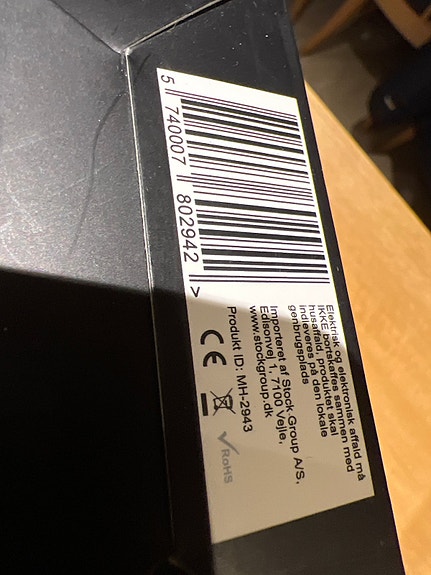 5 740007 802942 >
Elektrisk og elektronisk affald må
IKKE bortskaffes sammen med
husaffald, produktet skal
indleveres på den lokale
genbrugsplads
Importeret af Stock Group A/S,
Edisonvej 1, 7100 Vejle,
www.stockgroup.dk
Produkt ID: MH-2943
CE
RoHS